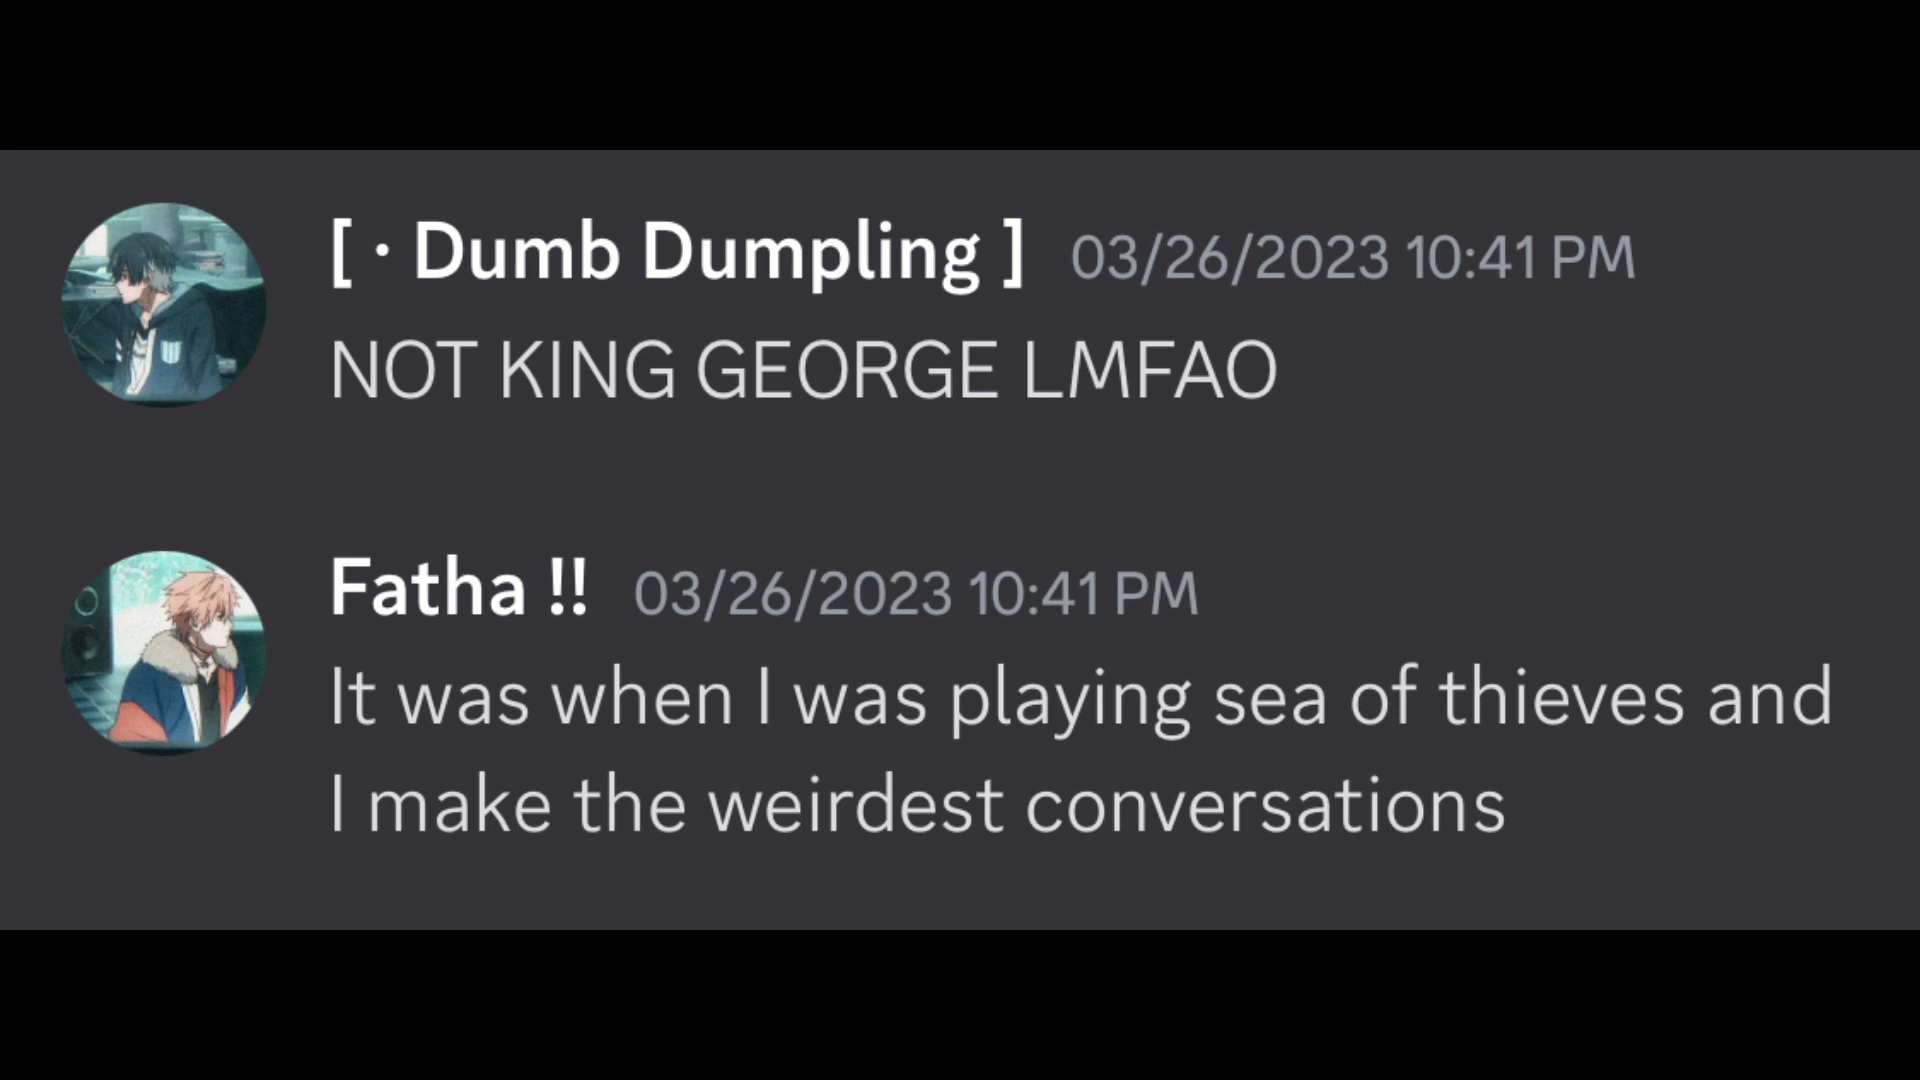 [ · Dumb Dumpling ] 03/26/2023 10:41 PM
NOT KING GEORGE LMFAO
Fatha !! 03/26/2023 10:41 PM
It was when I was playing sea of thieves and
I make the weirdest conversations